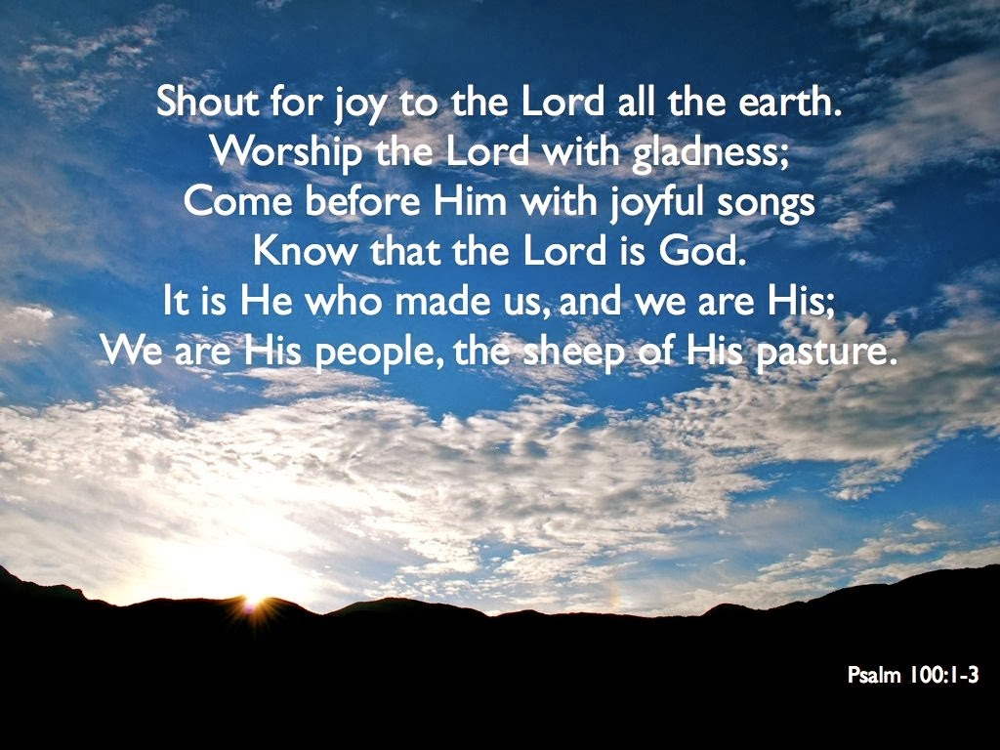 Shout for joy to the Lord all the earth.
Worship the Lord with gladness;
Come before Him with joyful songs
Know that the Lord is God.
It is He who made us, and we are His;
We are His people, the sheep of His pasture.
Psalm 100:1-3